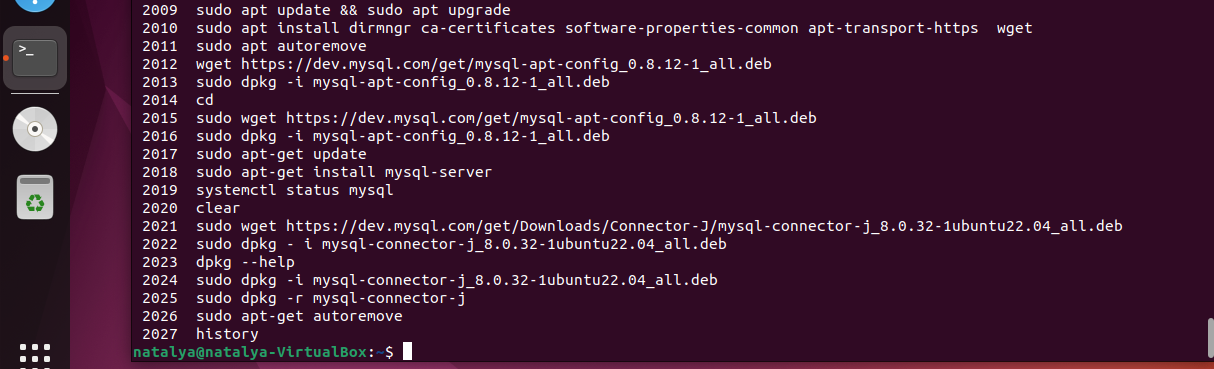 >_
2009  sudo apt update && sudo apt upgrade
2010  sudo apt install dirmngr ca-certificates software-properties-common apt-transport-https  wget
2011  sudo apt autoremove
2012  wget https://dev.mysql.com/get/mysql-apt-config_0.8.12-1_all.deb
2013  sudo dpkg -i mysql-apt-config_0.8.12-1_all.deb
2014  cd
2015  sudo wget https://dev.mysql.com/get/mysql-apt-config_0.8.12-1_all.deb
2016  sudo dpkg -i mysql-apt-config_0.8.12-1_all.deb
2017  sudo apt-get update
2018  sudo apt-get install mysql-server
2019  systemctl status mysql
2020  clear
2021  sudo wget https://dev.mysql.com/get/Downloads/Connector-J/mysql-connector-j_8.0.32-1ubuntu22.04_all.deb
2022  sudo dpkg - i mysql-connector-j_8.0.32-1ubuntu22.04_all.deb
2023  dpkg --help
2024  sudo dpkg -i mysql-connector-j_8.0.32-1ubuntu22.04_all.deb
2025  sudo dpkg -r mysql-connector-j
2026  sudo apt-get autoremove
2027  history
natalya@natalya-VirtualBox:~$